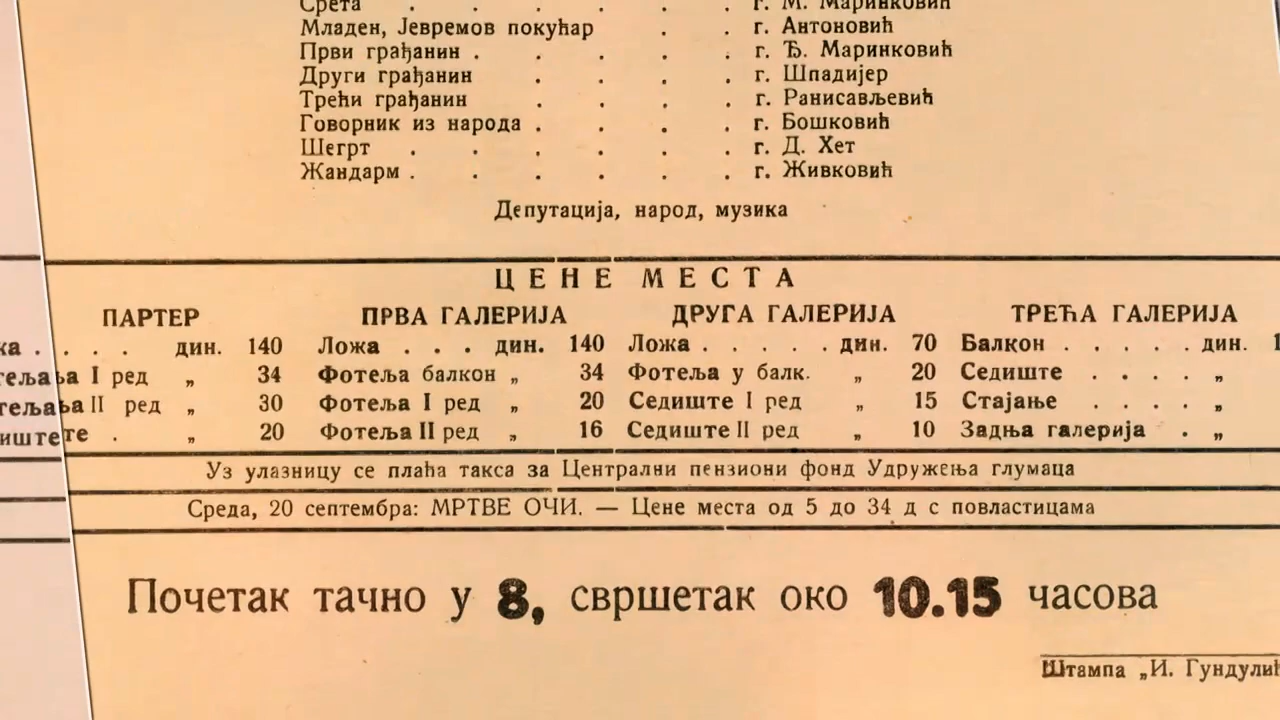 Срета . . . . . г. М. Маринковић
Младен, Јевремов покућар . . г. Антоновић
Први грађанин . . . . . г. Ђ. Маринковић
Други грађанин . . . . г. Шпадијер
Трећи грађанин . . . . г. Ранисављевић
Говорник из народа . . . . г. Бошковић
Шегрт . . . . . . г. Д. Хет
Жандарм . . . . . . г. Живковић
Депутација, народ, музика
ЦЕНЕ МЕСТА
ПАРТЕР ПРВА ГАЛЕРИЈА ДРУГА ГАЛЕРИЈА ТРЕЋА ГАЛЕРИЈА
. . . . дин. 140 Ложа . . . дин. 140 Ложа . . . . . дин. 70 Балкон . . . . . дин.
I ред „ 34 Фотеља балкон „ 34 Фотеља у балк. „ 20 Седиште . . . . „
II ред „ 30 Фотеља I ред „ 20 Седиште I ред „ 15 Стајање . . . . „
. „ 20 Фотеља II ред „ 16 Седиште II ред „ 10 Задња галерија . „
Уз улазницу се плаћа такса за Централни пензиони фонд Удружења глумаца
Среда, 20 септембра: МРТВЕ ОЧИ. — Цене места од 5 до 34 д с повластицама
Почетак тачно у 8, свршетак око 10.15 часова
Штампа „И. Гундулић